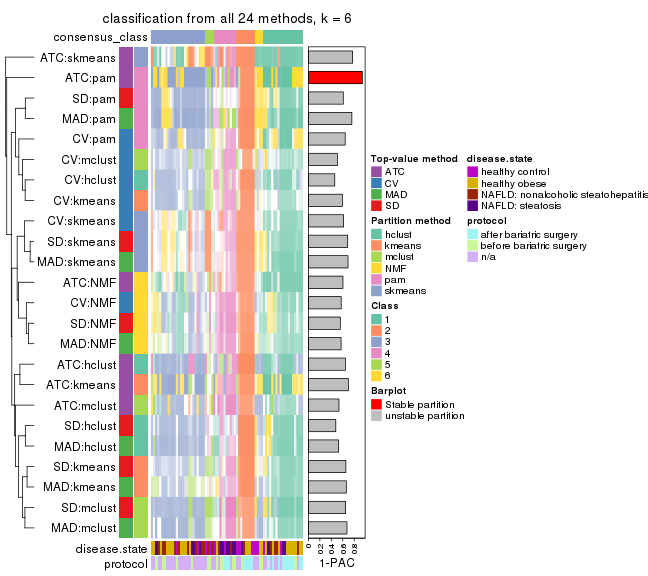 classification from all 24 methods, k = 6
consensus_class
ATC:skmeans
ATC:pam
SD:pam
MAD:pam
CV:pam
CV:mclust
CV:hclust
CV:kmeans
CV:skmeans
SD:skmeans
MAD:skmeans
ATC:NMF
CV:NMF
SD:NMF
MAD:NMF
ATC:hclust
ATC:kmeans
ATC:mclust
SD:hclust
MAD:hclust
SD:kmeans
MAD:kmeans
SD:mclust
MAD:mclust
disease.state
protocol
0 0.2 0.4 0.6 0.8
1-PAC
Top-value method
ATC
CV
MAD
SD
Partition method
hclust
kmeans
mclust
NMF
pam
skmeans
Class
1
2
3
4
5
6
Barplot
Stable partition
unstable partition
disease.state
healthy control
healthy obese
NAFLD: nonalcoholic steatohepatitis
NAFLD: steatosis
protocol
after bariatric surgery
before bariatric surgery
n/a